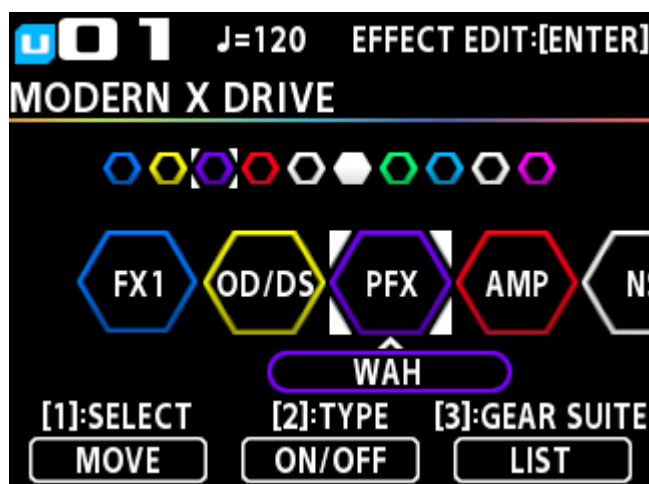 U01 ♩=120 EFFECT EDIT:[ENTER]
MODERN X DRIVE
FX1 OD/DS PFX AMP
WAH
[1]:SELECT [2]:TYPE [3]:GEAR SUITE
MOVE ON/OFF LIST